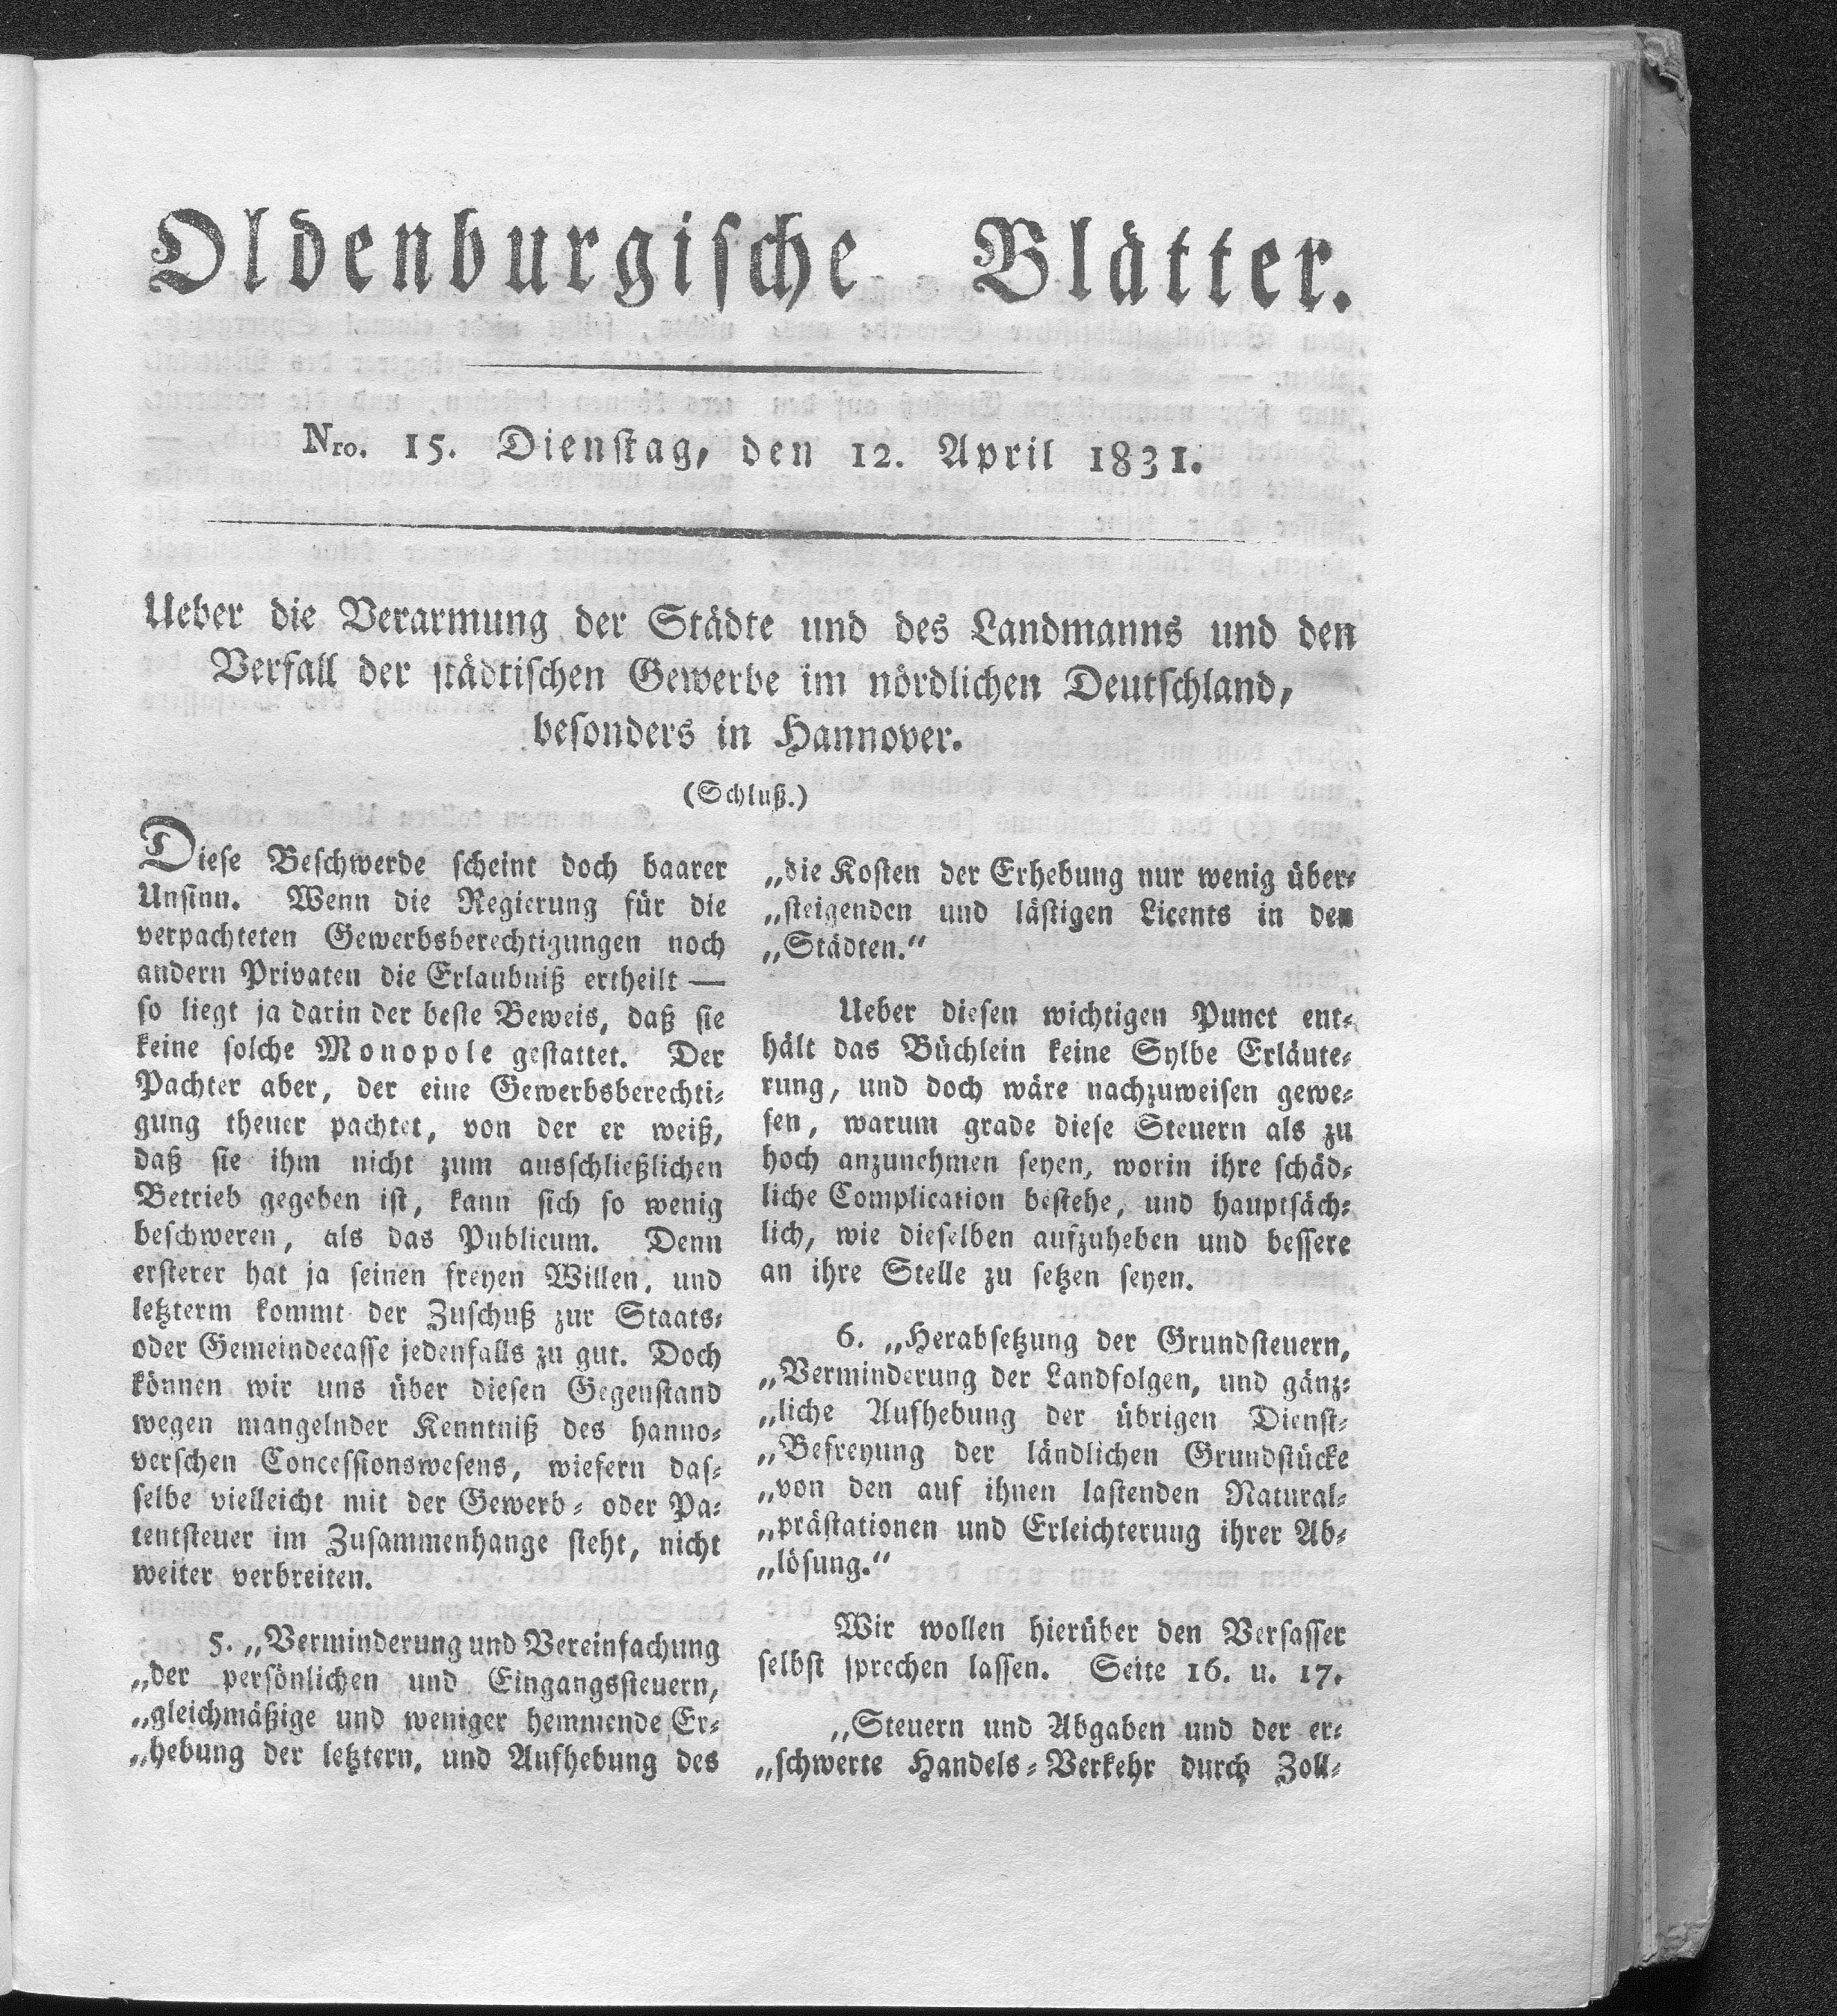 Oldenburgische Blätter.
Nro. 15. Dienstag, den 12. April 1831.
Ueber die Verarmung der Städte und des Landmanns und den
Verfall der städtischen Gewerbe im nördlichen Deutschland,
besonders in Hannover.
(Schluß.)
Diese Beschwerde scheint doch baarer
Unsinn. Wenn die Regierung für die
verpachteten Gewerbsberechtigungen noch
andern Privaten die Erlaubniß ertheilt —
so liegt ja darin der beste Beweis, daß sie
keine solche Monopole gestattet. Der
Pachter aber, der eine Gewerbsberechti-
gung theuer pachtet, von der er weiß,
daß sie ihm nicht zum ausschließlichen
Betrieb gegeben ist, kann sich so wenig
beschweren, als das Publicum. Denn
ersterer hat ja seinen freyen Willen, und
letzterm kommt der Zuschuß zur Staats-
oder Gemeindecasse jedenfalls zu gut. Doch
können wir uns über diesen Gegenstand
wegen mangelnder Kenntniß des hanno-
verschen Concessionswesens, wiefern das-
selbe vielleicht mit der Gewerb- oder Pa-
tentsteuer im Zusammenhange steht, nicht
weiter verbreiten.
5. „Verminderung und Vereinfachung
„der persönlichen und Eingangssteuern,
„gleichmäßige und weniger hemmende Er-
„hebung der letztern, und Aufhebung des
„die Kosten der Erhebung nur wenig über-
„steigenden und lästigen Licents in den
„Städten.“
Ueber diesen wichtigen Punct ent-
hält das Büchlein keine Sylbe Erläute-
rung, und doch wäre nachzuweisen gewe-
sen, warum grade diese Steuern als zu
hoch anzunehmen seyen, worin ihre schäd-
liche Complication bestehe, und hauptsäch-
lich, wie dieselben aufzuheben und bessere
an ihre Stelle zu setzen seyen.
6. „Herabsetzung der Grundsteuern,
„Verminderung der Landfolgen, und gänz-
„liche Aufhebung der übrigen Dienst-
„Befreyung der ländlichen Grundstücke
„von den auf ihnen lastenden Natural-
„prästationen und Erleichterung ihrer Ab-
„lösung.“
Wir wollen hierüber den Verfasser
selbst sprechen lassen. Seite 16. u. 17.
„Steuern und Abgaben und der er-
„schwerte Handels-Verkehr durch Zoll-